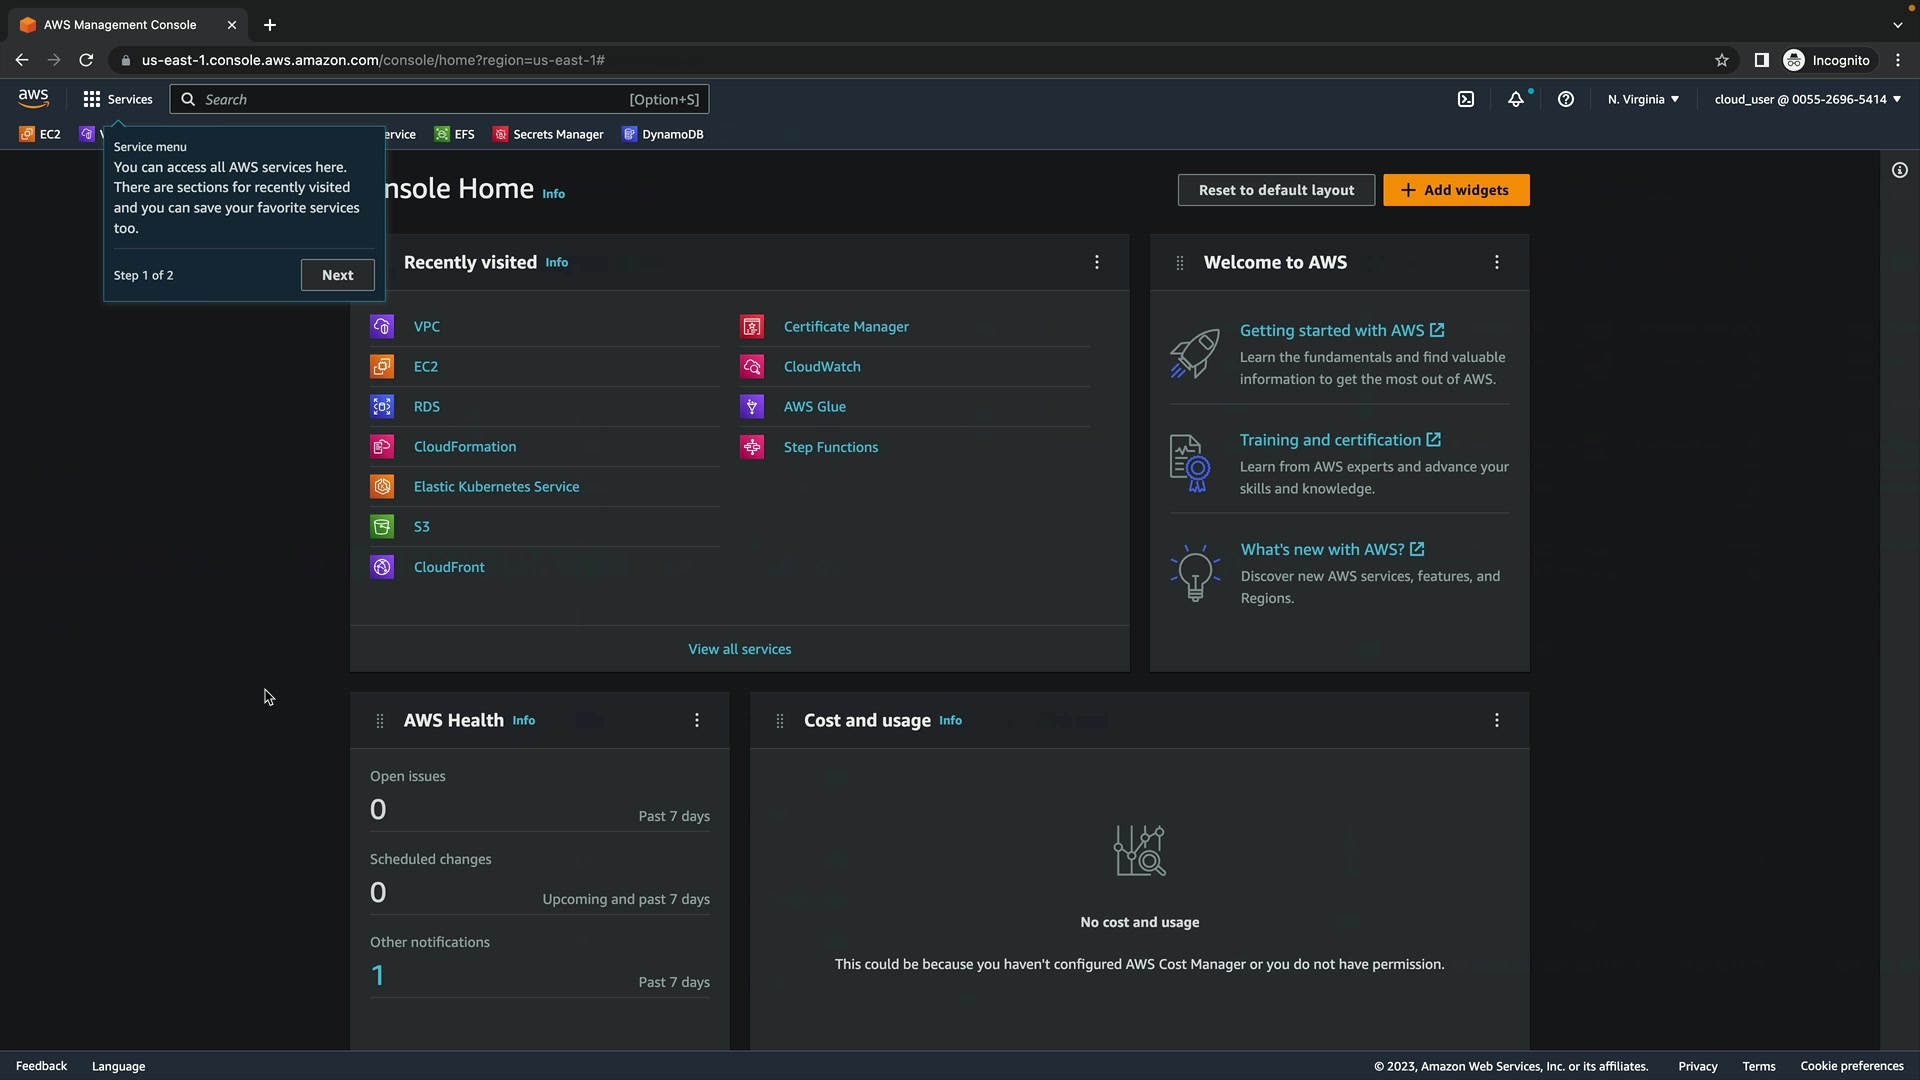 AWS Management Console
us-east-1.console.aws.amazon.com/console/home?region=us-east-1#
Incognito
aws
Services
Search
[Option+S]
N. Virginia
cloud_user @ 0055-2696-5414
EC2
EFS
Secrets Manager
DynamoDB
Service menu
You can access all AWS services here.
There are sections for recently visited
and you can save your favorite services
too.
Step 1 of 2
Next
Info
Reset to default layout
+ Add widgets
Recently visited Info
VPC
EC2
RDS
CloudFormation
Elastic Kubernetes Service
S3
CloudFront
Certificate Manager
CloudWatch
AWS Glue
Step Functions
View all services
Welcome to AWS
Getting started with AWS
Learn the fundamentals and find valuable
information to get the most out of AWS.
Training and certification
Learn from AWS experts and advance your
skills and knowledge.
What's new with AWS?
Discover new AWS services, features, and
Regions.
AWS Health Info
Open issues
0
Past 7 days
Scheduled changes
0
Upcoming and past 7 days
Other notifications
1
Past 7 days
Cost and usage Info
No cost and usage
This could be because you haven't configured AWS Cost Manager or you do not have permission.
Feedback
Language
© 2023, Amazon Web Services, Inc. or its affiliates.
Privacy
Terms
Cookie preferences